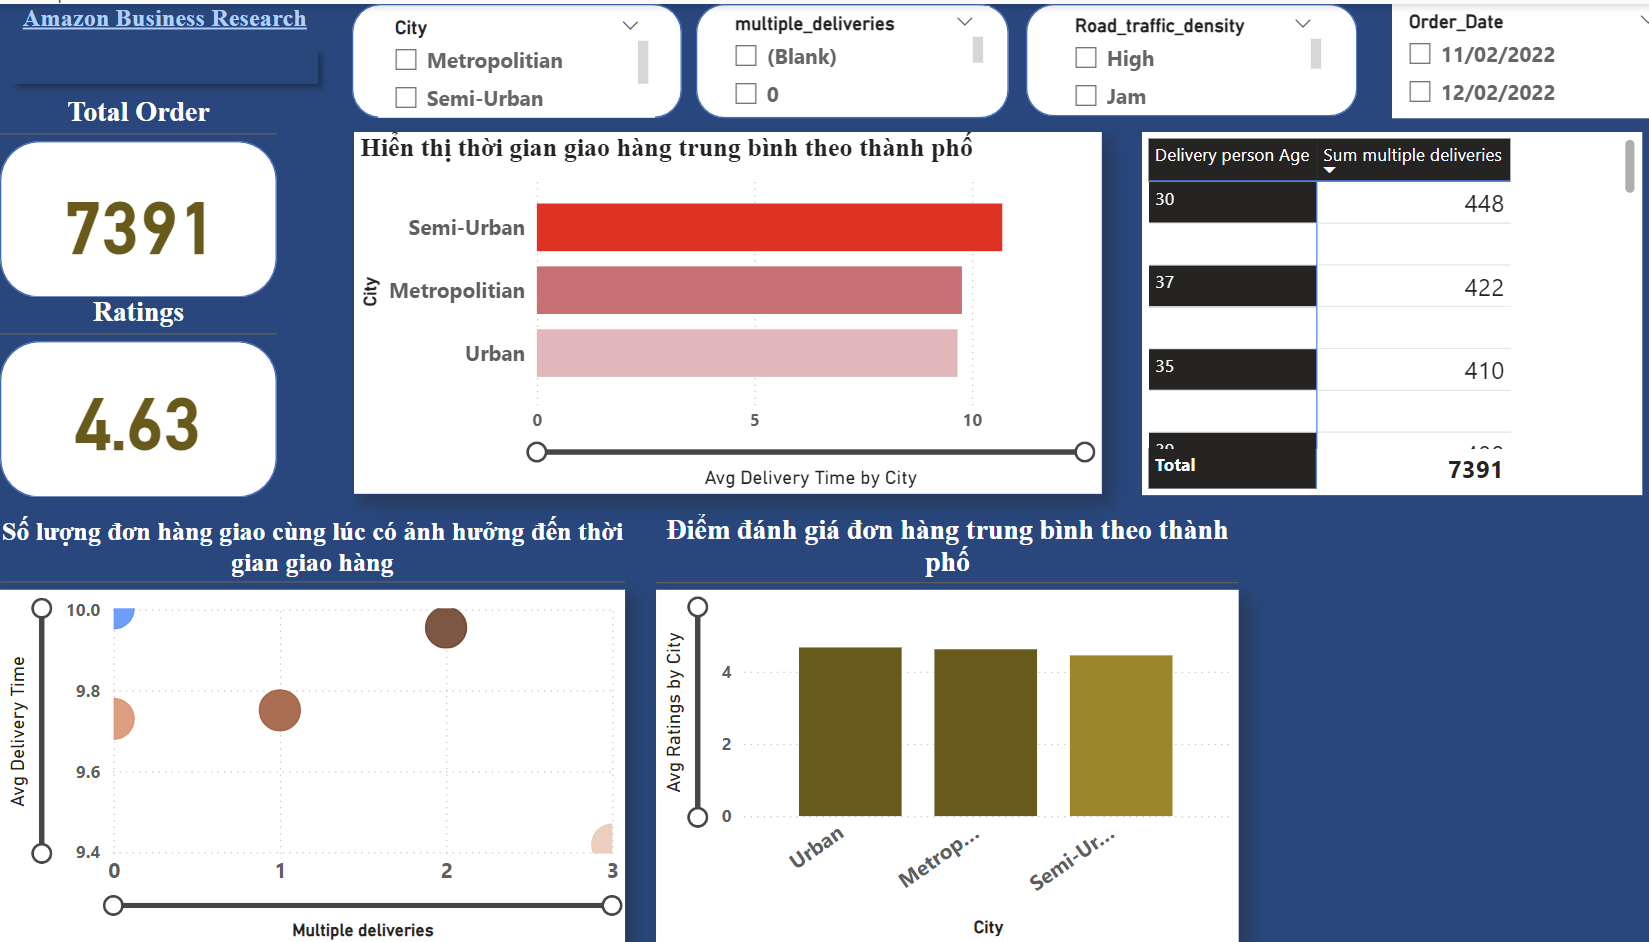 Amazon Business Research
City
Metropolitian
Semi-Urban
multiple_deliveries
(Blank)
0
Road_traffic_density
High
Jam
Order_Date
11/02/2022
12/02/2022
Total Order
7391
Ratings
4.63
Hiển thị thời gian giao hàng trung bình theo thành phố
City
Semi-Urban
Metropolitian
Urban
0 5 10
Avg Delivery Time by City
Delivery person Age Sum multiple deliveries
30 448
37 422
35 410
Total 7391
Số lượng đơn hàng giao cùng lúc có ảnh hưởng đến thời
gian giao hàng
Avg Delivery Time
10.0
9.8
9.6
9.4
0 1 2 3
Multiple deliveries
Điểm đánh giá đơn hàng trung bình theo thành
phố
Avg Ratings by City
4
2
0
Urban
Metrop...
Semi-Ur...
City